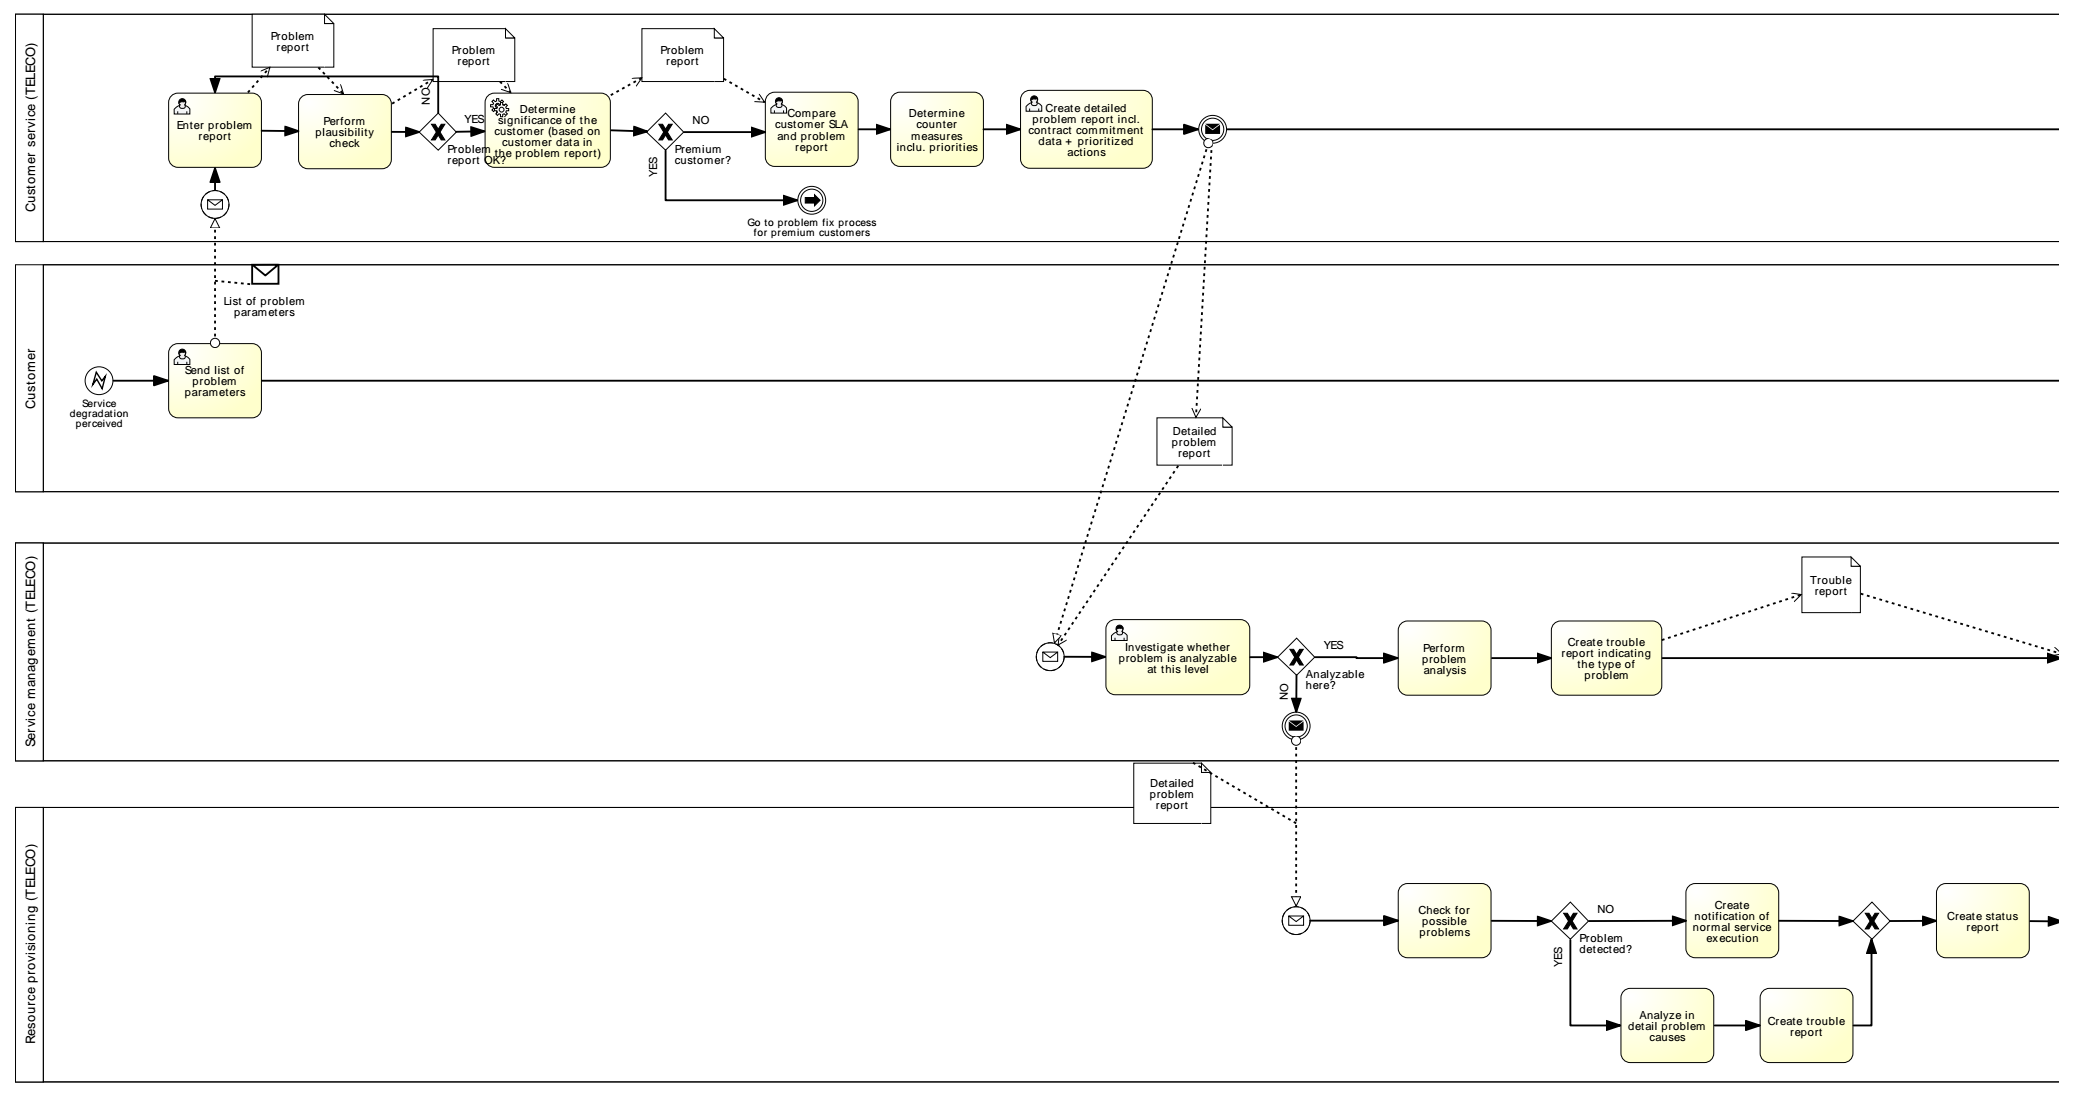 Customer service (TELECO)
Problem
report
Problem
report
Problem
report
Enter problem
report
Perform
plausibility
check
NO
YES
Problem
report OK?
Determine
significance of the
customer (based on
customer data in
the problem report)
NO
YES
Premium
customer?
Compare
customer SLA
and problem
report
Determine
counter
measures
inclu. priorities
Create detailed
problem report incl.
contract commitment
data + prioritized
actions
Go to problem fix process
for premium customers
Customer
List of problem
parameters
Service
degradation
perceived
Send list of
problem
parameters
Detailed
problem
report
Service management (TELECO)
Investigate whether
problem is analyzable
at this level
YES
NO
Analyzable
here?
Perform
problem
analysis
Create trouble
report indicating
the type of
problem
Trouble
report
Detailed
problem
report
Resource provisioning (TELECO)
Check for
possible
problems
NO
YES
Problem
detected?
Create
notification of
normal service
execution
Create status
report
Analyze in
detail problem
causes
Create trouble
report